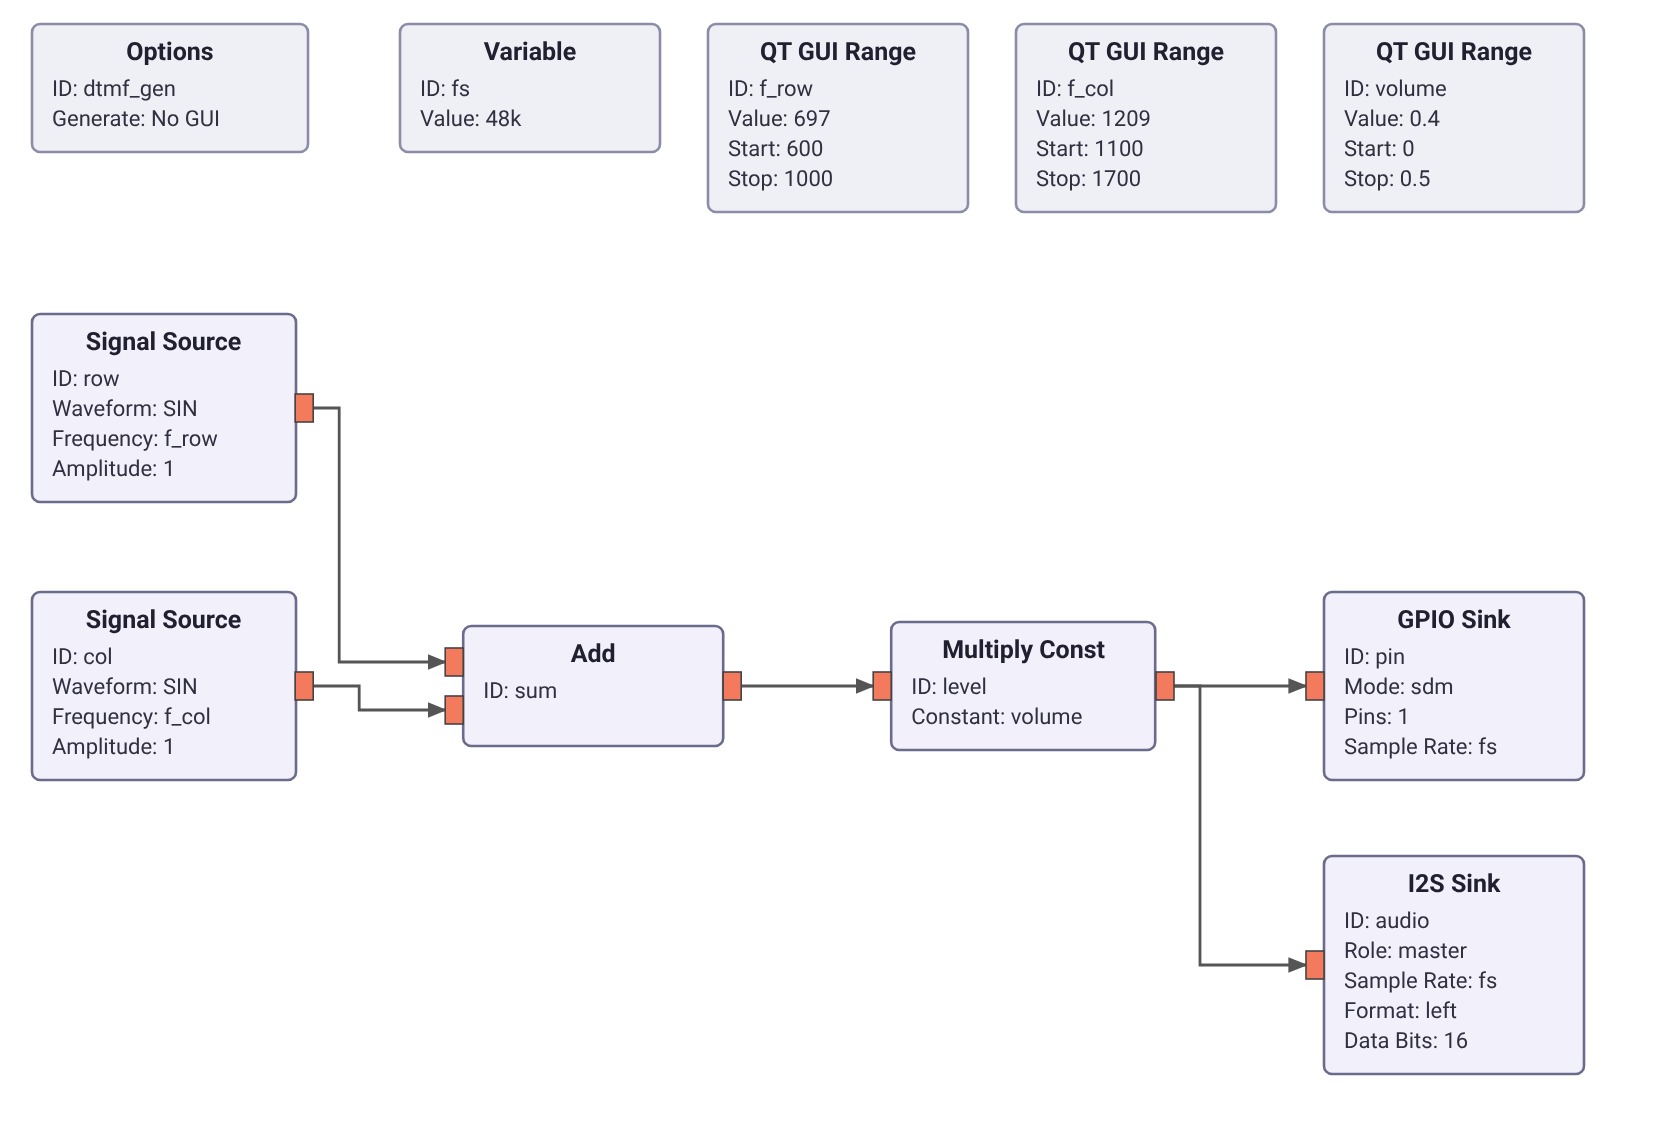 Options
ID: dtmf_gen
Generate: No GUI
Variable
ID: fs
Value: 48k
QT GUI Range
ID: f_row
Value: 697
Start: 600
Stop: 1000
QT GUI Range
ID: f_col
Value: 1209
Start: 1100
Stop: 1700
QT GUI Range
ID: volume
Value: 0.4
Start: 0
Stop: 0.5
Signal Source
ID: row
Waveform: SIN
Frequency: f_row
Amplitude: 1
Signal Source
ID: col
Waveform: SIN
Frequency: f_col
Amplitude: 1
Add
ID: sum
Multiply Const
ID: level
Constant: volume
GPIO Sink
ID: pin
Mode: sdm
Pins: 1
Sample Rate: fs
I2S Sink
ID: audio
Role: master
Sample Rate: fs
Format: left
Data Bits: 16